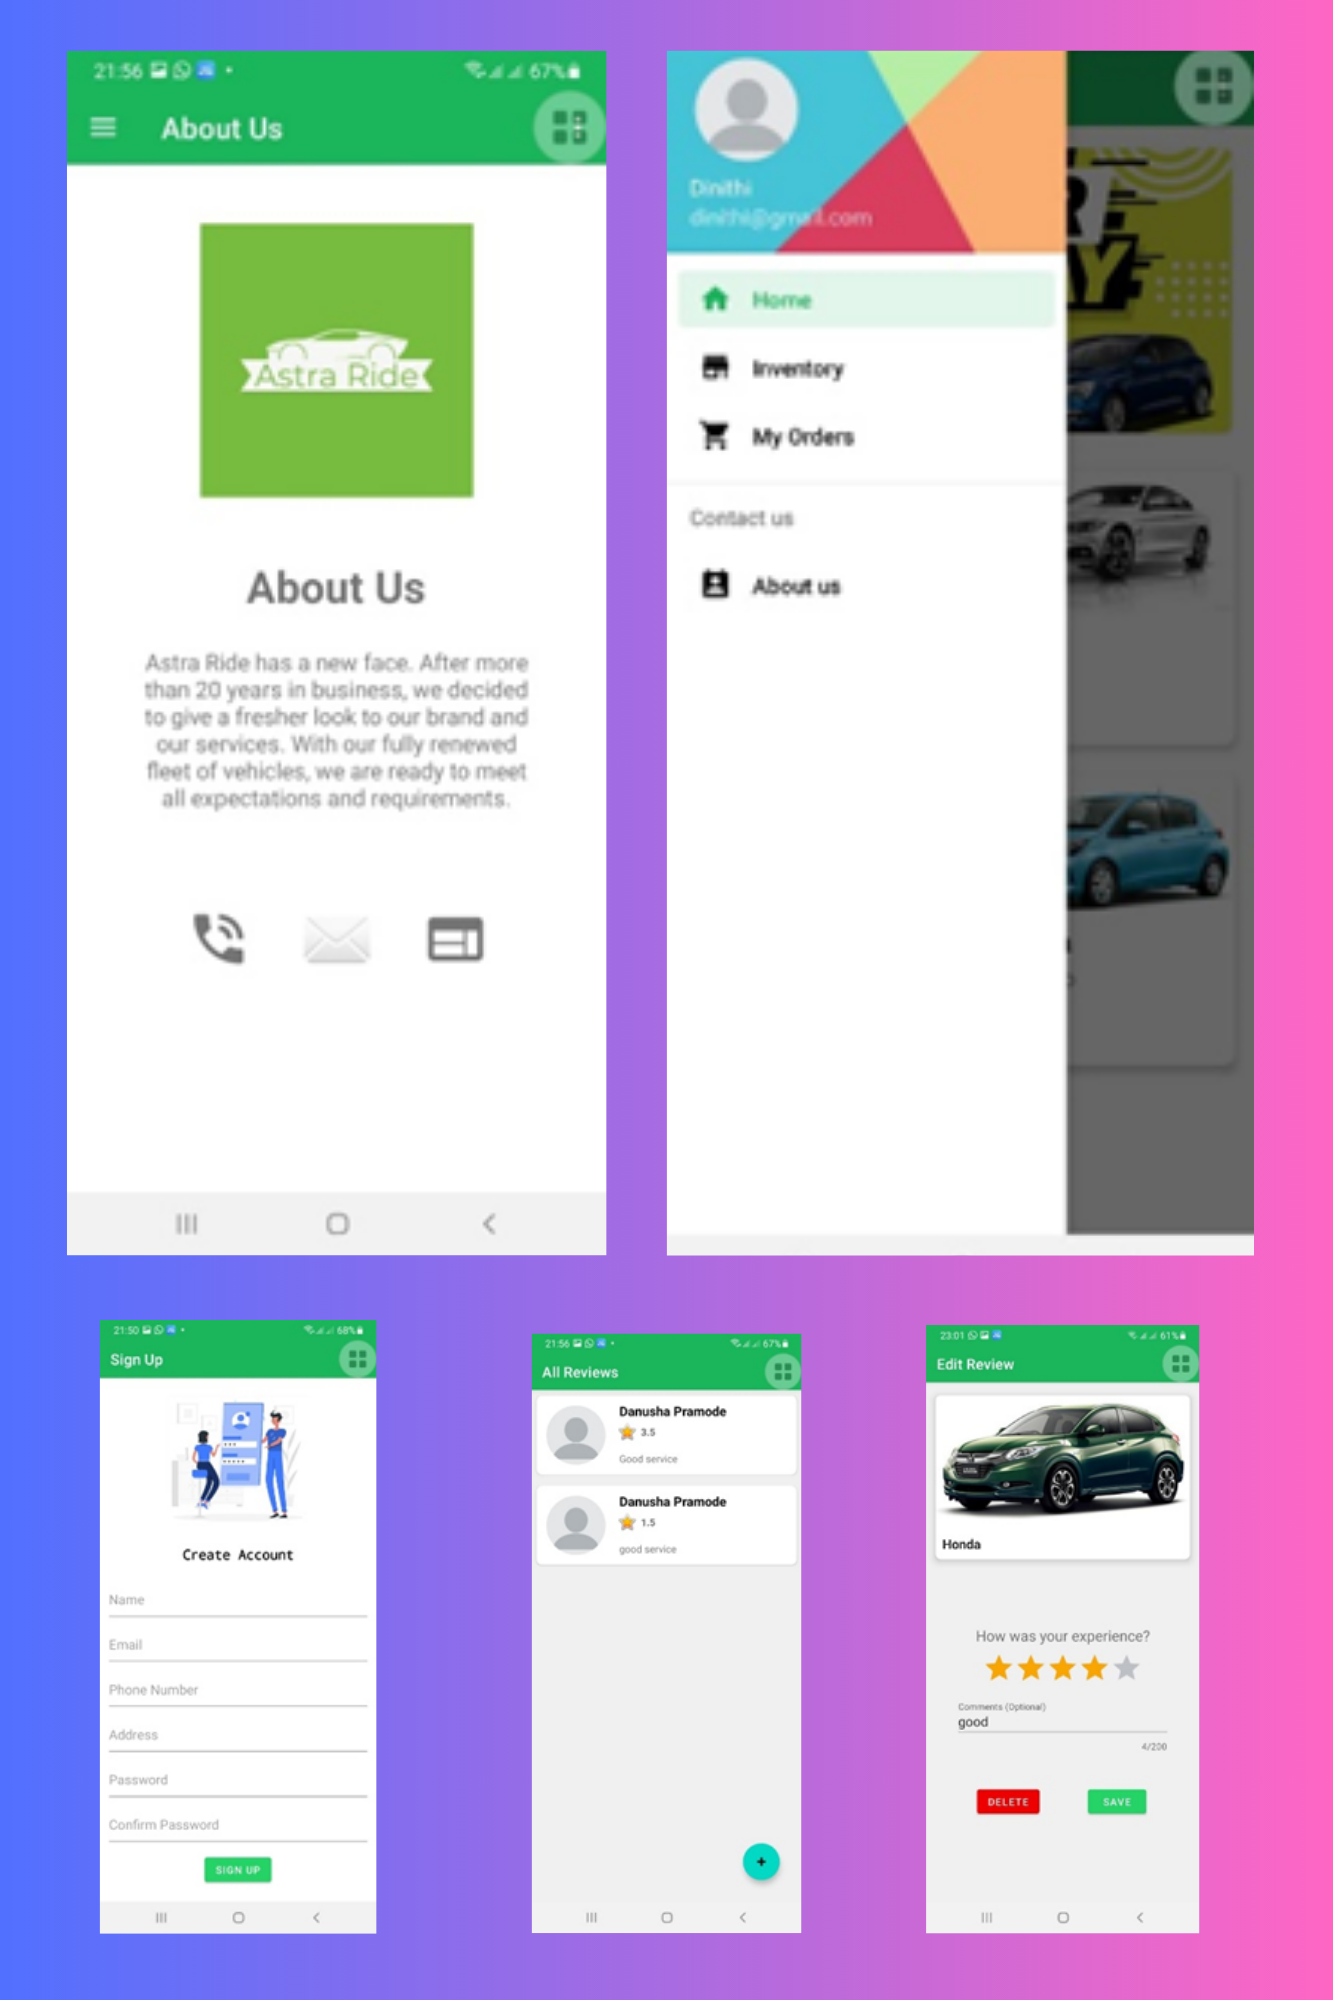 21:56
67%
About Us
Astra Ride
About Us
Astra Ride has a new face. After more
than 20 years in business, we decided
to give a fresher look to our brand and
our services. With our fully renewed
fleet of vehicles, we are ready to meet
all expectations and requirements.
Dinithi
dinithi@gmail.com
Home
Inventory
My Orders
Contact us
About us
21:50
68%
Sign Up
Create Account
Name
Email
Phone Number
Address
Password
Confirm Password
SIGN UP
21:56
67%
All Reviews
Danusha Pramode
3.5
Good service
Danusha Pramode
1.5
good service
+
23:01
61%
Edit Review
Honda
How was your experience?
Comments (Optional)
good
4/200
DELETE
SAVE